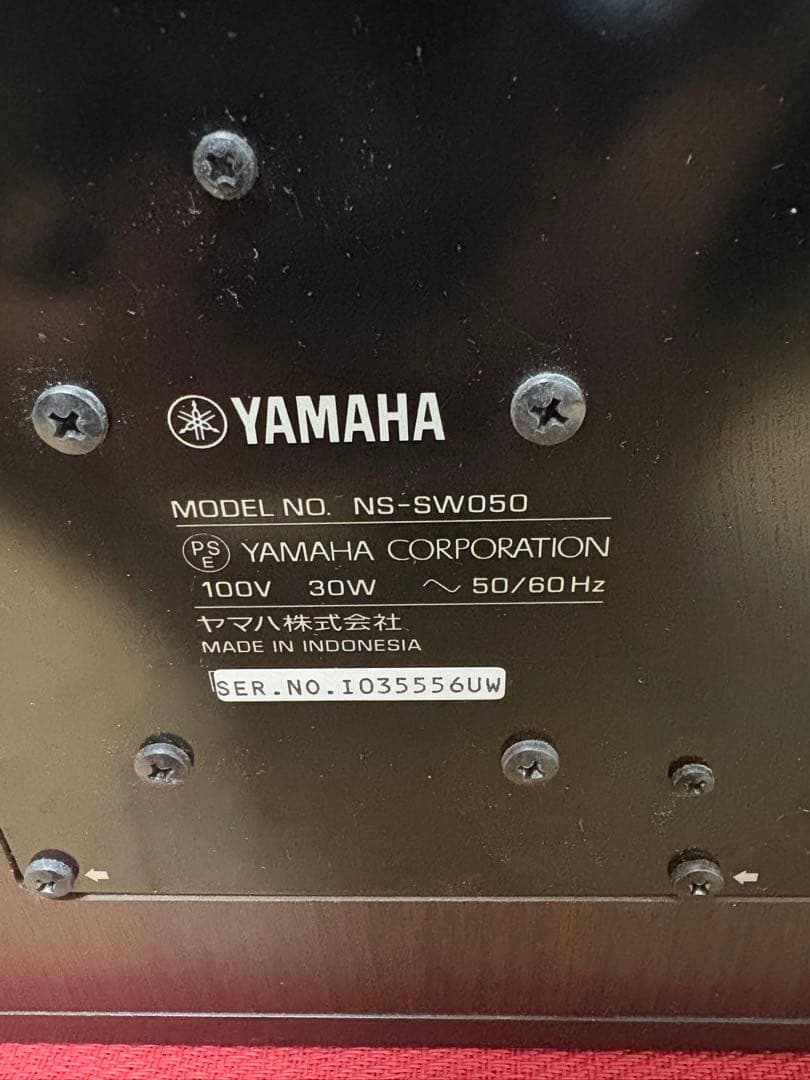 YAMAHA
MODEL NO. NS-SW050
PSE YAMAHA CORPORATION
100V 30W ～ 50/60Hz
ヤマハ株式会社
MADE IN INDONESIA
SER.NO.I035556UW